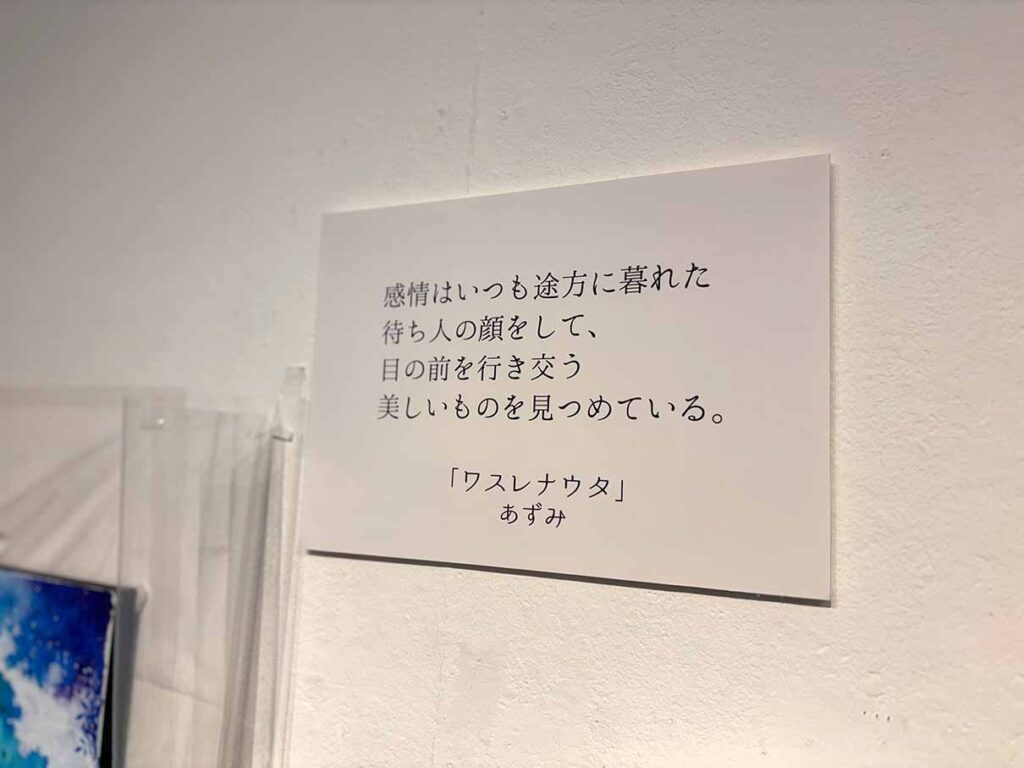 感情はいつも途方に暮れた
待ち人の顔をして、
目の前を行き交う
美しいものを見つめている。
「ワスレナウタ」
あずみ